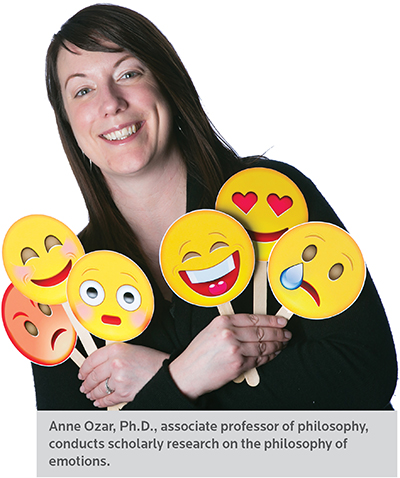 Anne Ozar, Ph.D., associate professor of philosophy,
conducts scholarly research on the philosophy of
emotions.